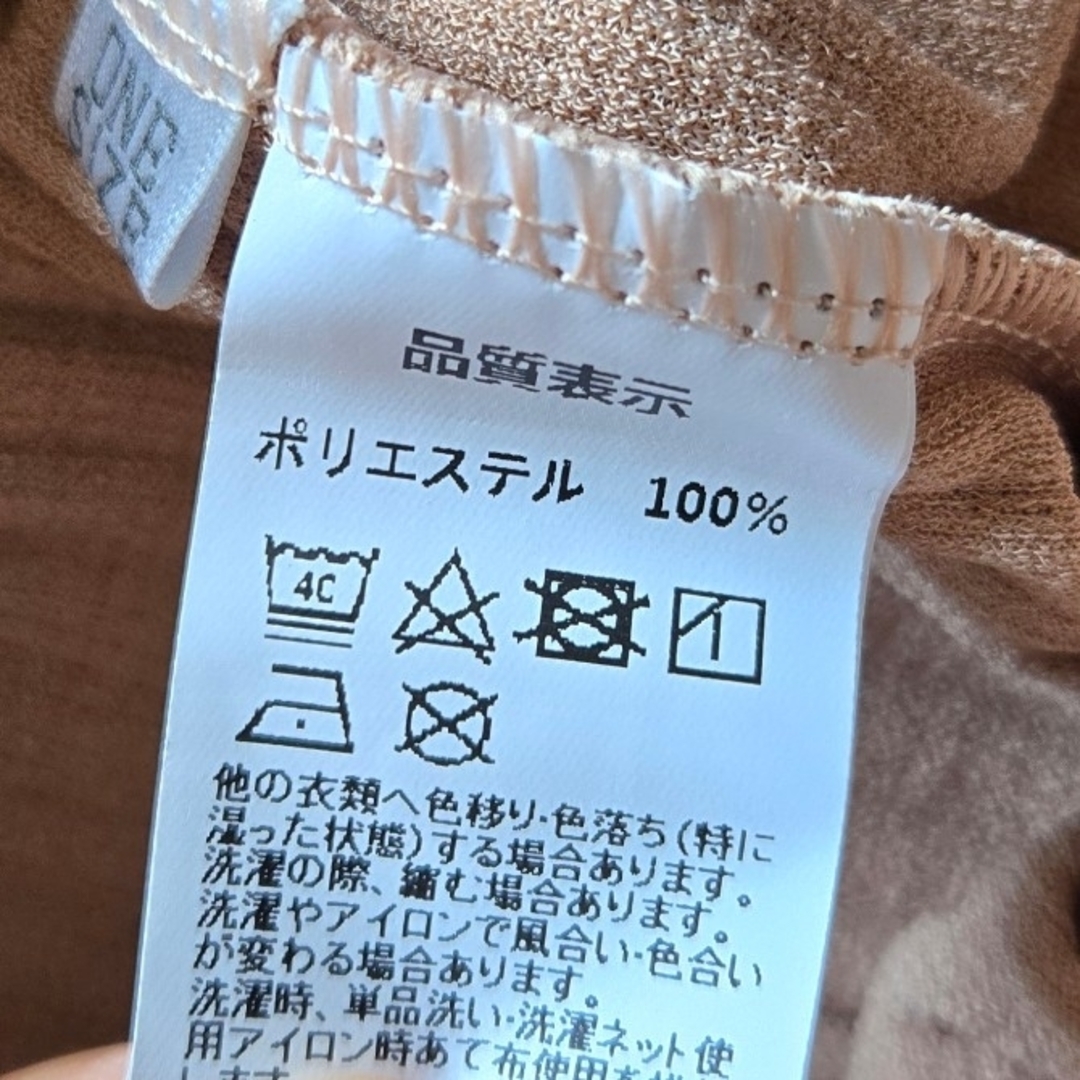 ONE
SIZE
品質表示
ポリエステル 100%
40
他の衣類へ色移り・色落ち(特に
湿った状態)する場合あります。
洗濯の際、縮む場合あります。
洗濯やアイロンで風合い・色合い
が変わる場合あります。
洗濯時、単品洗い・洗濯ネット使
用アイロン時あて布使用を
します